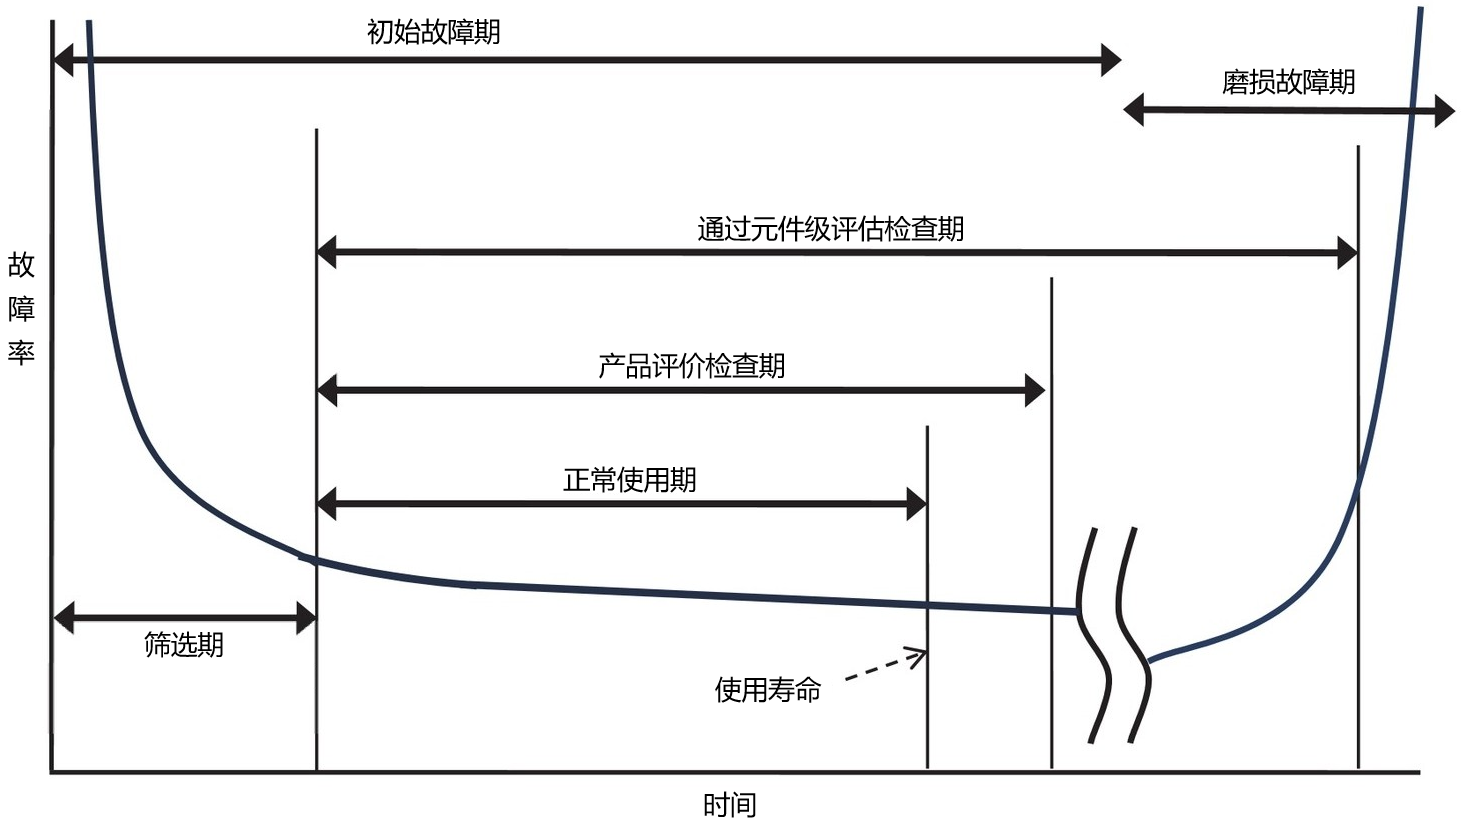 初始故障期
磨损故障期
通过元件级评估检查期
故障率
产品评价检查期
正常使用期
筛选期
使用寿命
时间